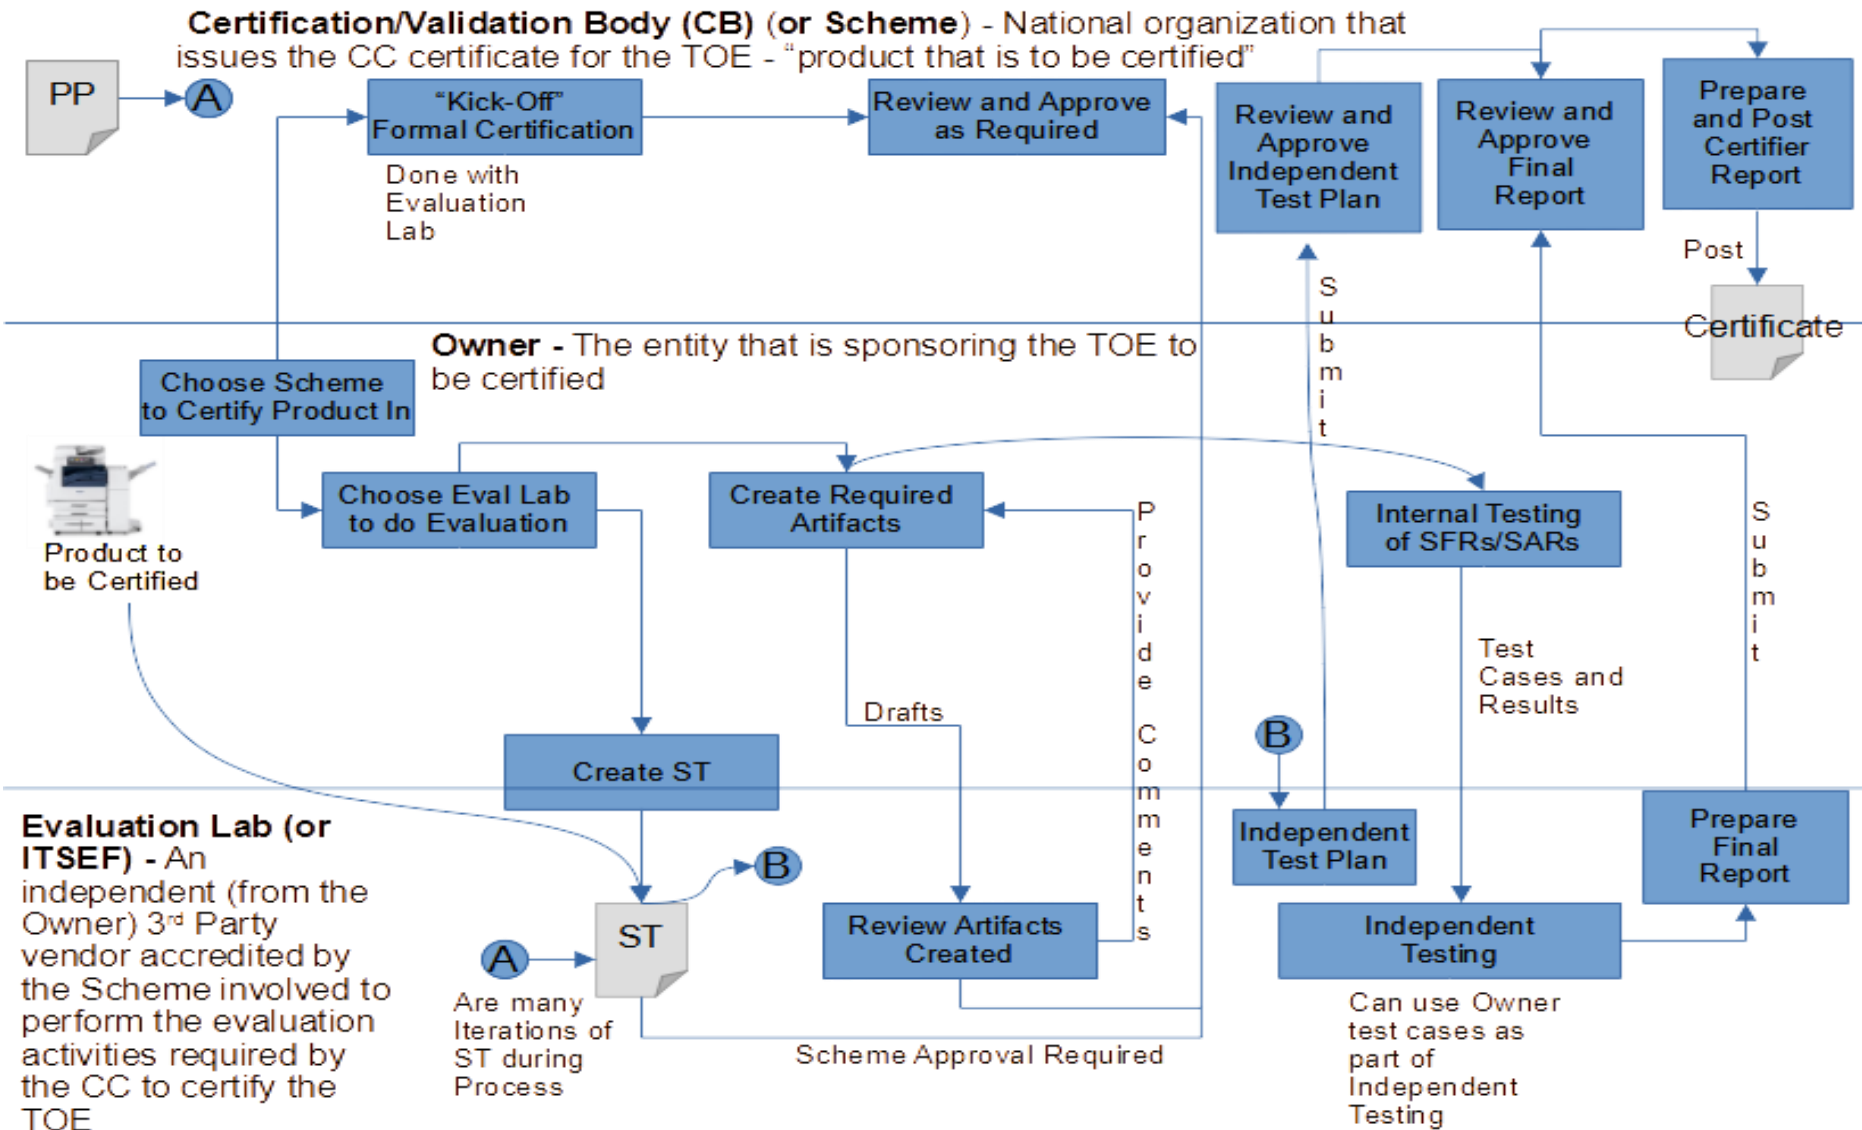 Certification/Validation Body (CB) (or Scheme) - National organization that
issues the CC certificate for the TOE - “product that is to be certified”
PP
A
“Kick-Off”
Formal Certification
Done with
Evaluation
Lab
Review and Approve
as Required
Review and
Approve
Independent
Test Plan
Review and
Approve
Final
Report
Prepare
and Post
Certifier
Report
Post
Certificate
Submit
Owner - The entity that is sponsoring the TOE to
be certified
Choose Scheme
to Certify Product In
Product to
be Certified
Choose Eval Lab
to do Evaluation
Create Required
Artifacts
Provide Comments
Internal Testing
of SFRs/SARs
Submit
Test
Cases and
Results
Drafts
B
Create ST
Evaluation Lab (or
ITSEF) - An
independent (from the
Owner) 3rd Party
vendor accredited by
the Scheme involved to
perform the evaluation
activities required by
the CC to certify the
TOE
B
ST
A
Are many
Iterations of
ST during
Process
Review Artifacts
Created
Scheme Approval Required
Independent
Test Plan
Independent
Testing
Can use Owner
test cases as
part of
Independent
Testing
Prepare
Final
Report